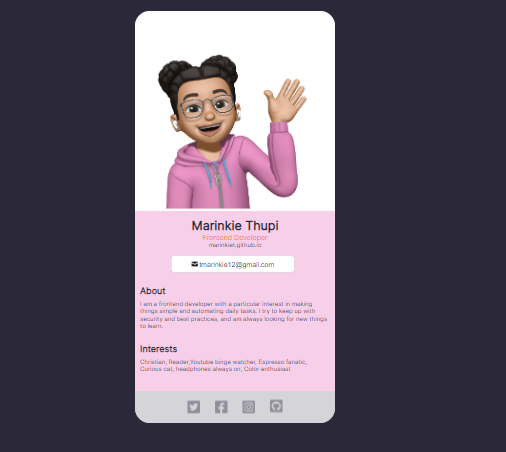 Marinkie Thupi
Frontend Developer
marinkiet.github.io
tmarinkie12@gmail.com
About
I am a frontend developer with a particular interest in making
things simple and automating daily tasks. I try to keep up with
security and best practices, and am always looking for new things
to learn.
Interests
Christian, Reader,Youtube binge watcher, Espresso fanatic,
Curious cat, headphones always on, Color enthusiast